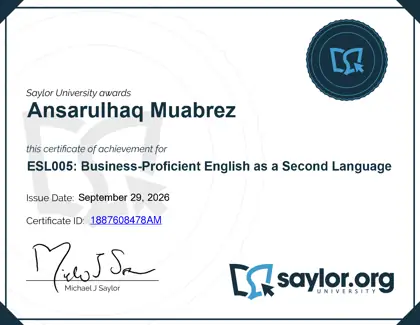 Saylor University awards
Ansarulhaq Muabrez
this certificate of achievement for
ESL005: Business-Proficient English as a Second Language
Issue Date: September 29, 2026
Certificate ID: 1887608478AM
Michael J Saylor
saylor.org
UNIVERSITY